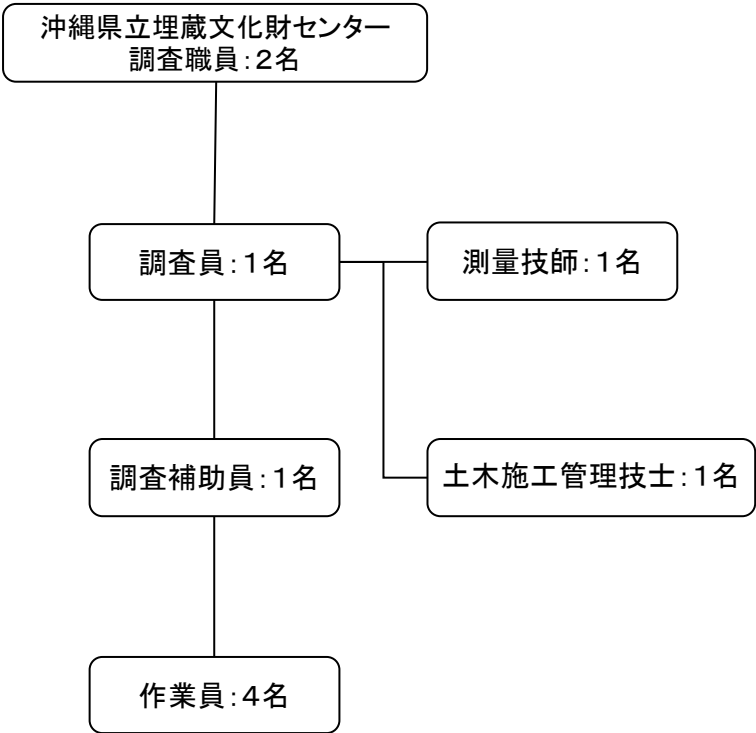 沖縄県立埋蔵文化財センター
調査職員：２名
調査員：１名
測量技師：１名
調査補助員：１名
土木施工管理技士：１名
作業員：４名